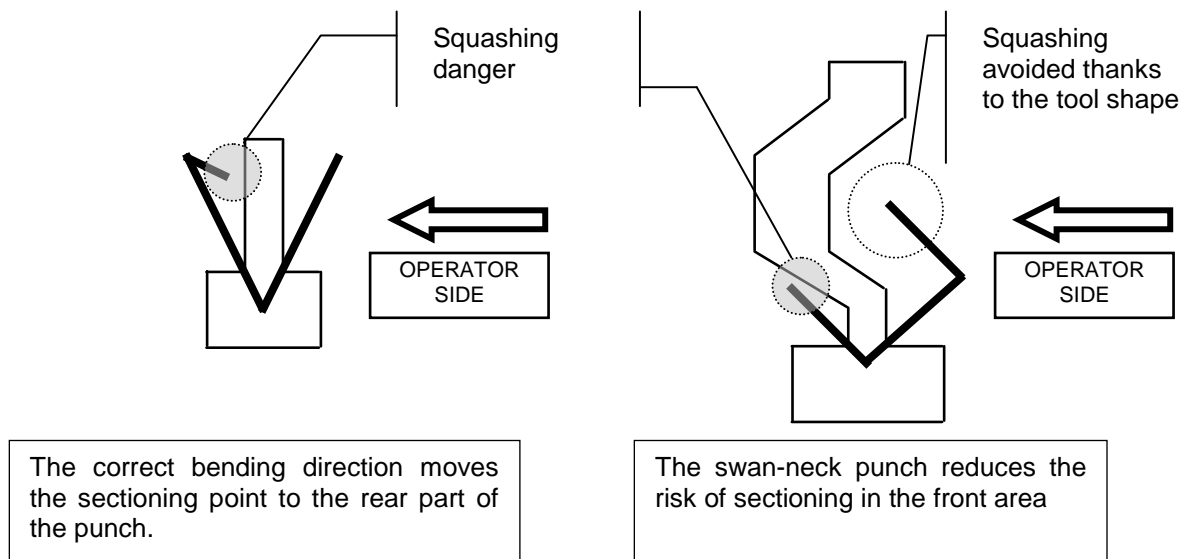 Squashing
danger
Squashing
avoided thanks
to the tool shape
OPERATOR
SIDE
OPERATOR
SIDE
The correct bending direction moves
the sectioning point to the rear part of
the punch.
The swan-neck punch reduces the
risk of sectioning in the front area